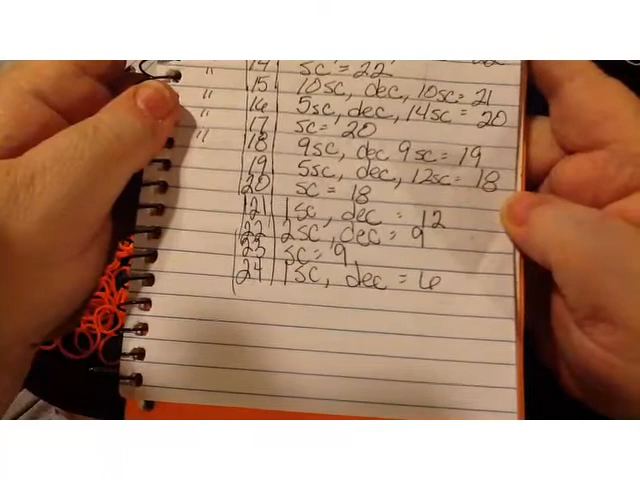 14 sc = 22
" 15 10sc, dec, 10sc = 21
" 16 5sc, dec, 14sc = 20
" 17 sc = 20
" 18 9sc, dec 9sc = 19
19 5sc, dec, 12sc = 18
20 sc = 18
21 1sc, dec = 12
22 2sc, dec = 9
23 sc = 9
24 1sc, dec = 6